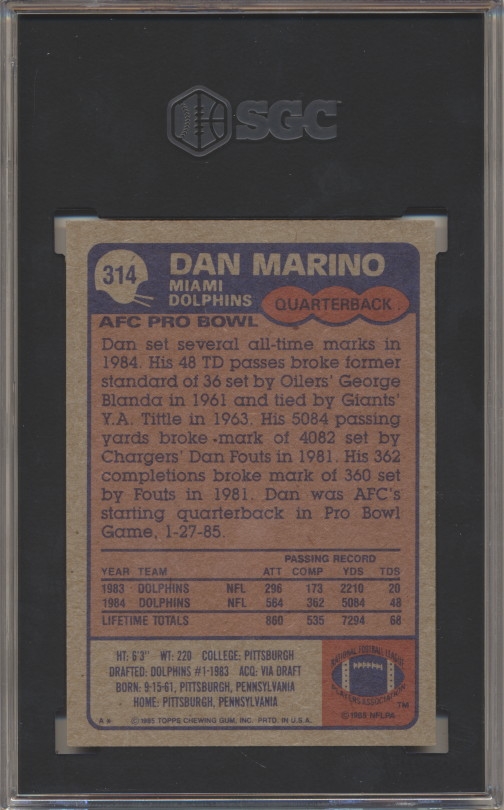 SGC
314
DAN MARINO
MIAMI
DOLPHINS
QUARTERBACK
AFC PRO BOWL
Dan set several all-time marks in
1984. His 48 TD passes broke former
standard of 36 set by Oilers' George
Blanda in 1961 and tied by Giants'
Y.A. Tittle in 1963. His 5084 passing
yards broke mark of 4082 set by
Chargers' Dan Fouts in 1981. His 362
completions broke mark of 360 set
by Fouts in 1981. Dan was AFC's
starting quarterback in Pro Bowl
Game, 1-27-85.
PASSING RECORD
YEAR TEAM ATT COMP YDS TDS
1983 DOLPHINS NFL 296 173 2210 20
1984 DOLPHINS NFL 564 362 5084 48
LIFETIME TOTALS 860 535 7294 68
HT: 6'3" WT: 220 COLLEGE: PITTSBURGH
DRAFTED: DOLPHINS #1-1983 ACQ: VIA DRAFT
BORN: 9-15-61, PITTSBURGH, PENNSYLVANIA
HOME: PITTSBURGH, PENNSYLVANIA
A* © 1985 TOPPS CHEWING GUM, INC. PRTD. IN U.S.A.
NATIONAL FOOTBALL LEAGUE
PLAYERS ASSOCIATION
TM
© 1985 NFLPA